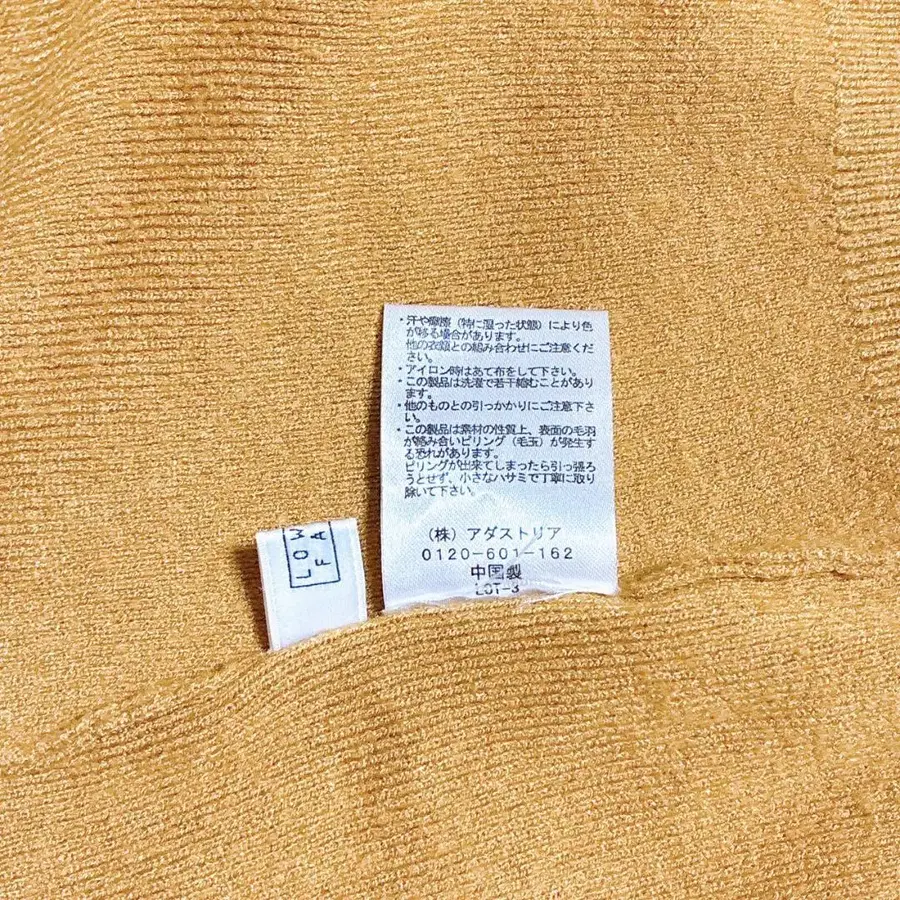 ・汗や摩擦（特に湿った状態）により色
が移る場合があります。
他の衣類との組み合わせにご注意くだ
さい。
・アイロン時はあて布をして下さい。
・この製品は洗濯で若干縮むことがあり
ます。
・他のものとの引っかかりにご注意下さ
い。
・この製品は素材の性質上、表面の毛羽
が絡み合いピリング（毛玉）が発生す
る恐れがあります。
ピリングが出来てしまったら引っ張ろ
うとせず、小さなハサミで丁寧に取り
除いて下さい。
（株）アダストリア
0120-601-162
中国製
LOT-3
LOW
FA